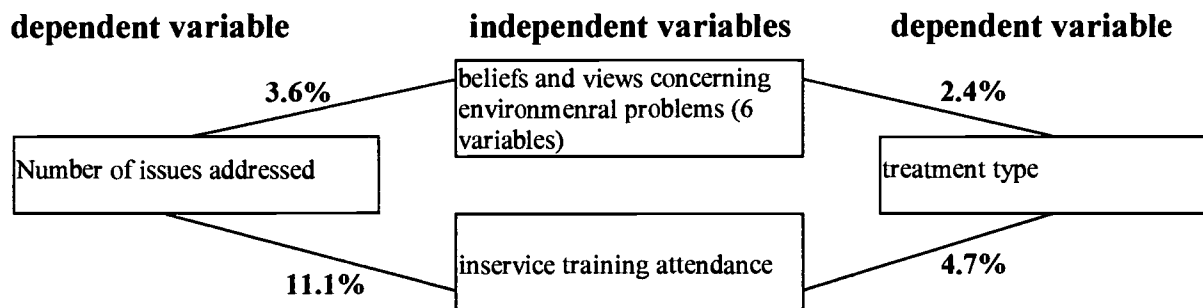 dependent variable independent variables dependent variable
3.6% beliefs and views concerning environmenral problems (6 variables) 2.4%
Number of issues addressed
treatment type
inservice training attendance
11.1% 4.7%